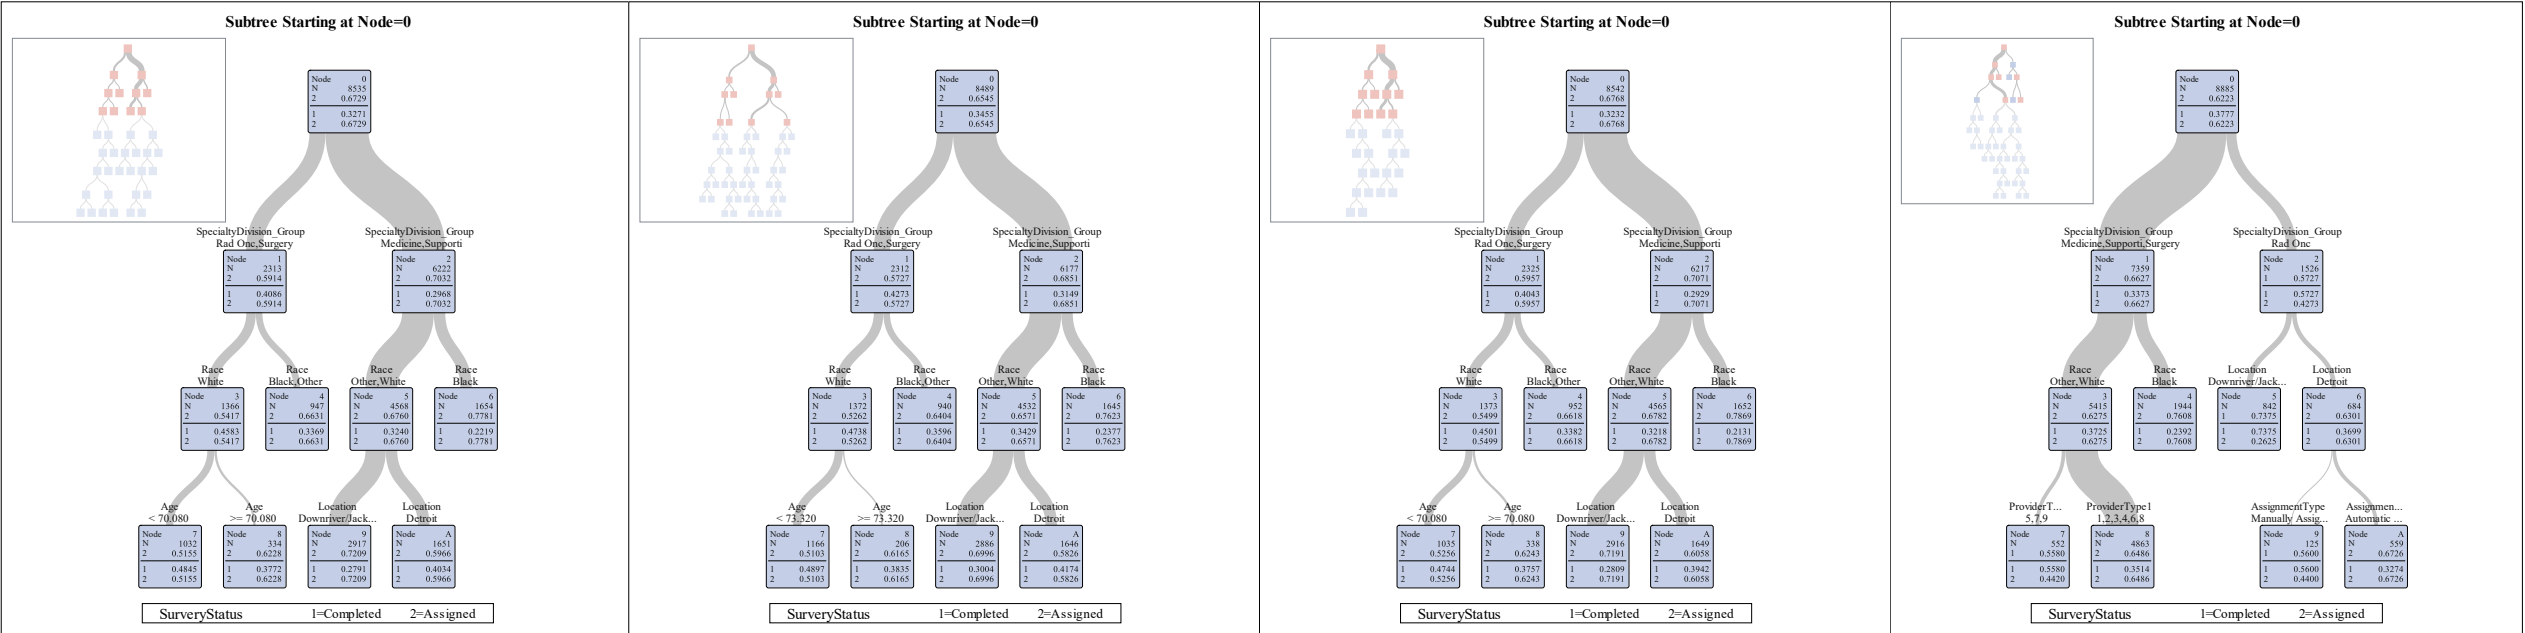 Subtree Starting at Node=0
Node 0
N 8535
2 0.6729
1 0.3271
2 0.6729
SpecialtyDivision_Group
Rad Onc,Surgery
Node 1
N 2313
2 0.5914
1 0.4086
2 0.5914
SpecialtyDivision_Group
Medicine,Supporti
Node 2
N 6222
2 0.7032
1 0.2968
2 0.7032
Race
White
Node 3
N 1366
2 0.5417
1 0.4583
2 0.5417
Race
Black,Other
Node 4
N 947
2 0.6631
1 0.3369
2 0.6631
Race
Other,White
Node 5
N 4568
2 0.6760
1 0.3240
2 0.6760
Race
Black
Node 6
N 1654
2 0.7781
1 0.2219
2 0.7781
Age
< 70.080
Node 7
N 1032
2 0.5155
1 0.4845
2 0.5155
Age
>= 70.080
Node 8
N 334
2 0.6228
1 0.3772
2 0.6228
Location
Downriver/Jack...
Node 9
N 2917
2 0.7209
1 0.2791
2 0.7209
Location
Detroit
Node A
N 1651
2 0.5966
1 0.4034
2 0.5966
SurveryStatus 1=Completed 2=Assigned
Subtree Starting at Node=0
Node 0
N 8489
2 0.6545
1 0.3455
2 0.6545
SpecialtyDivision_Group
Rad Onc,Surgery
Node 1
N 2312
2 0.5727
1 0.4273
2 0.5727
SpecialtyDivision_Group
Medicine,Supporti
Node 2
N 6177
2 0.6851
1 0.3149
2 0.6851
Race
White
Node 3
N 1372
2 0.5262
1 0.4738
2 0.5262
Race
Black,Other
Node 4
N 940
2 0.6404
1 0.3596
2 0.6404
Race
Other,White
Node 5
N 4532
2 0.6571
1 0.3429
2 0.6571
Race
Black
Node 6
N 1645
2 0.7623
1 0.2377
2 0.7623
Age
< 73.320
Node 7
N 1166
2 0.5103
1 0.4897
2 0.5103
Age
>= 73.320
Node 8
N 206
2 0.6165
1 0.3835
2 0.6165
Location
Downriver/Jack...
Node 9
N 2886
2 0.6996
1 0.3004
2 0.6996
Location
Detroit
Node A
N 1646
2 0.5826
1 0.4174
2 0.5826
SurveryStatus 1=Completed 2=Assigned
Subtree Starting at Node=0
Node 0
N 8542
2 0.6768
1 0.3232
2 0.6768
SpecialtyDivision_Group
Rad Onc,Surgery
Node 1
N 2325
2 0.5957
1 0.4043
2 0.5957
SpecialtyDivision_Group
Medicine,Supporti
Node 2
N 6217
2 0.7071
1 0.2929
2 0.7071
Race
White
Node 3
N 1373
2 0.5499
1 0.4501
2 0.5499
Race
Black,Other
Node 4
N 952
2 0.6618
1 0.3382
2 0.6618
Race
Other,White
Node 5
N 4565
2 0.6782
1 0.3218
2 0.6782
Race
Black
Node 6
N 1652
2 0.7869
1 0.2131
2 0.7869
Age
< 70.080
Node 7
N 1035
2 0.5256
1 0.4744
2 0.5256
Age
>= 70.080
Node 8
N 338
2 0.6243
1 0.3757
2 0.6243
Location
Downriver/Jack...
Node 9
N 2916
2 0.7191
1 0.2809
2 0.7191
Location
Detroit
Node A
N 1649
2 0.6058
1 0.3942
2 0.6058
SurveryStatus 1=Completed 2=Assigned
Subtree Starting at Node=0
Node 0
N 8885
2 0.6223
1 0.3777
2 0.6223
SpecialtyDivision_Group
Medicine,Supporti,Surgery
Node 1
N 7359
2 0.6627
1 0.3373
2 0.6627
SpecialtyDivision_Group
Rad Onc
Node 2
N 1526
1 0.5727
1 0.5727
2 0.4273
Race
Other,White
Node 3
N 5415
2 0.6275
1 0.3725
2 0.6275
Race
Black
Node 4
N 1944
2 0.7608
1 0.2392
2 0.7608
Location
Downriver/Jack...
Node 5
N 842
1 0.7375
1 0.7375
2 0.2625
Location
Detroit
Node 6
N 684
2 0.6301
1 0.3699
2 0.6301
ProviderT...
5,7,9
Node 7
N 552
1 0.5580
1 0.5580
2 0.4420
ProviderType1
1,2,3,4,6,8
Node 8
N 4863
2 0.6486
1 0.3514
2 0.6486
AssignmentType
Manually Assig...
Node 9
N 125
1 0.5600
1 0.5600
2 0.4400
Assignmen...
Automatic ...
Node A
N 559
2 0.6726
1 0.3274
2 0.6726
SurveryStatus 1=Completed 2=Assigned